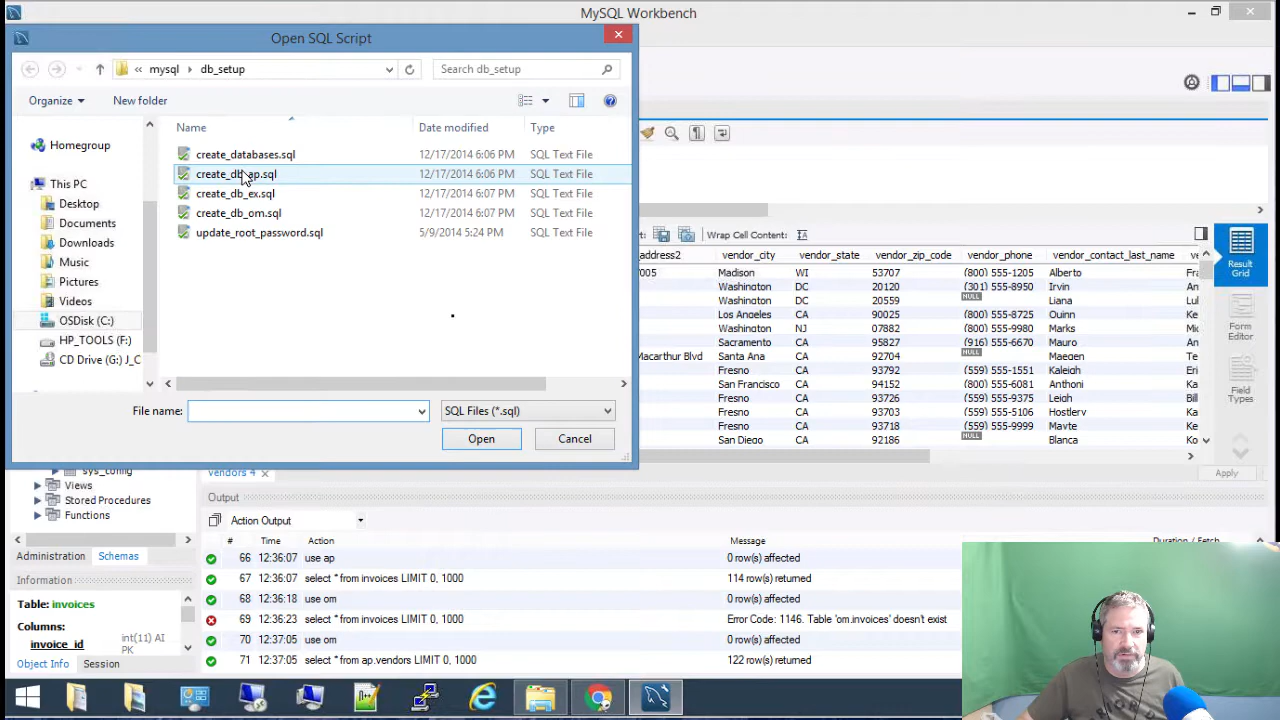 MySQL Workbench
Open SQL Script
mysql db_setup
Search db_setup
Organize New folder
Name Date modified Type
create_databases.sql 12/17/2014 6:06 PM SQL Text File
create_db_ap.sql 12/17/2014 6:06 PM SQL Text File
create_db_ex.sql 12/17/2014 6:07 PM SQL Text File
create_db_om.sql 12/17/2014 6:07 PM SQL Text File
update_root_password.sql 5/9/2014 5:24 PM SQL Text File
Homegroup
This PC
Desktop
Documents
Downloads
Music
Pictures
Videos
OSDisk (C:)
HP_TOOLS (F:)
CD Drive (G:) J_C
File name:
SQL Files (*.sql)
Open Cancel
Wrap Cell Content:
address2 vendor_city vendor_state vendor_zip_code vendor_phone vendor_contact_last_name
Madison WI 53707 (800) 555-1205 Alberto Fra
Washington DC 20120 (301) 555-8950 Irvin An
Washington DC 20559 NULL Liana Lu
Los Angeles CA 90025 (800) 555-8725 Quinn Ke
Washington NJ 07882 (800) 555-9980 Marks
Sacramento CA 95827 (916) 555-6670 Mauro
Macarthur Blvd Santa Ana CA 92704 NULL Maegen
Fresno CA 93710 (559) 555-1551 Kaleigh
San Francisco CA 94152 (800) 555-6081 Anthoni
Fresno CA 93726 (559) 555-9375 Leigh
Fresno CA 93703 (559) 555-5106 Hostlery
Fresno CA 93702 (559) 555-9999 Mayte
San Diego CA 92186 NULL Blanca
Result
Grid
Form
Editor
Field
Types
sys_config
Views
Stored Procedures
Functions
Administration Schemas
Information
Table: invoices
Columns:
invoice_id int(11) AI
PK
Object Info Session
Vendors 4
Apply
Output
Action Output
# Time Action Message Duration / Fetch
66 12:36:07 use ap 0 row(s) affected
67 12:36:07 select * from invoices LIMIT 0, 1000 114 row(s) returned
68 12:36:18 use om 0 row(s) affected
69 12:36:23 select * from invoices LIMIT 0, 1000 Error Code: 1146. Table 'om.invoices' doesn't exist
70 12:37:05 use om 0 row(s) affected
71 12:37:05 select * from ap.vendors LIMIT 0, 1000 122 row(s) returned